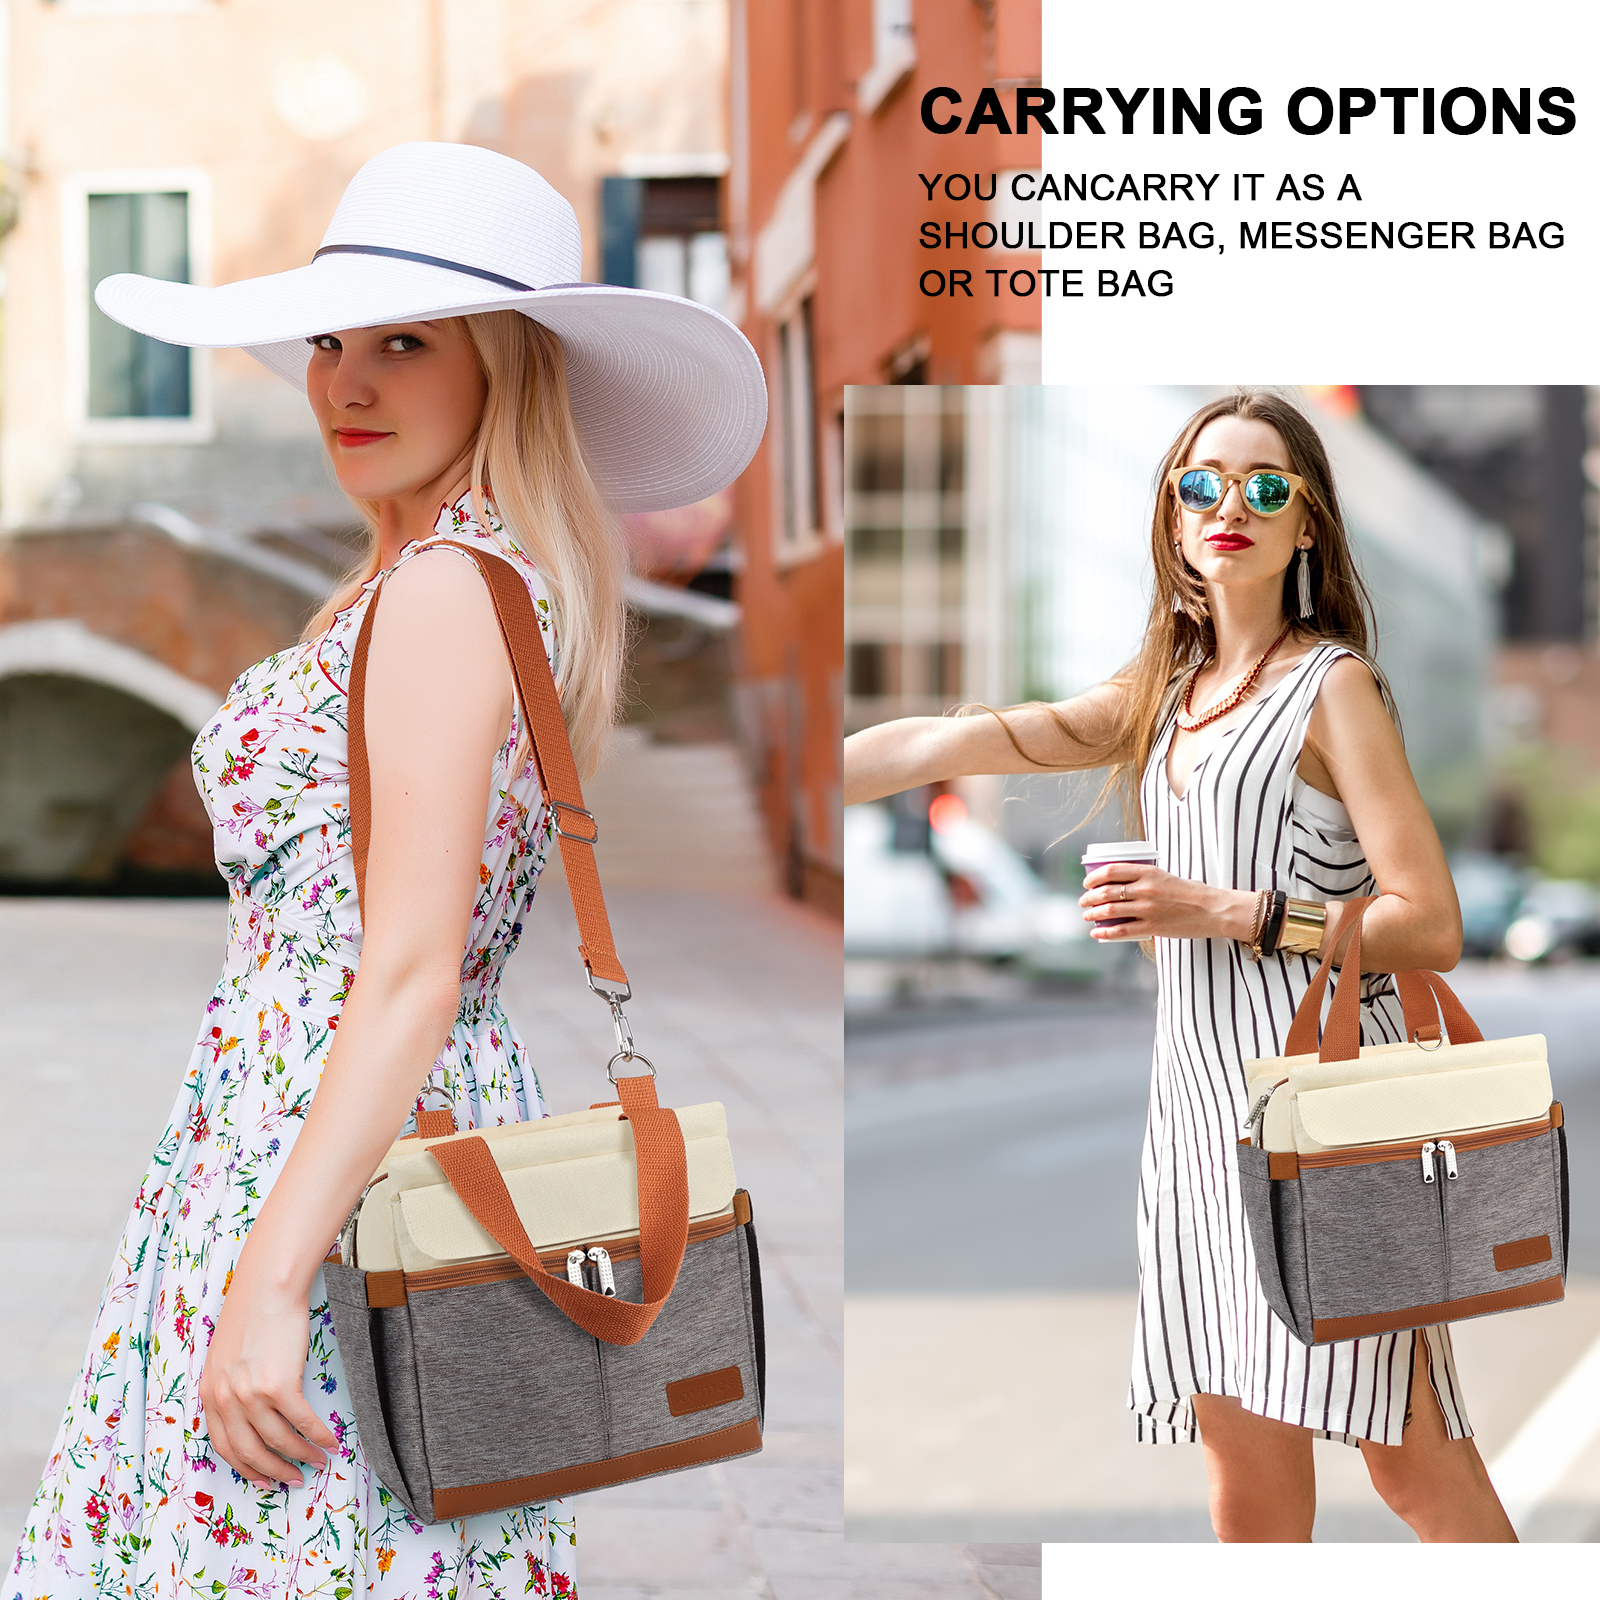 CARRYING OPTIONS
YOU CANCARRY IT AS A
SHOULDER BAG, MESSENGER BAG
OR TOTE BAG